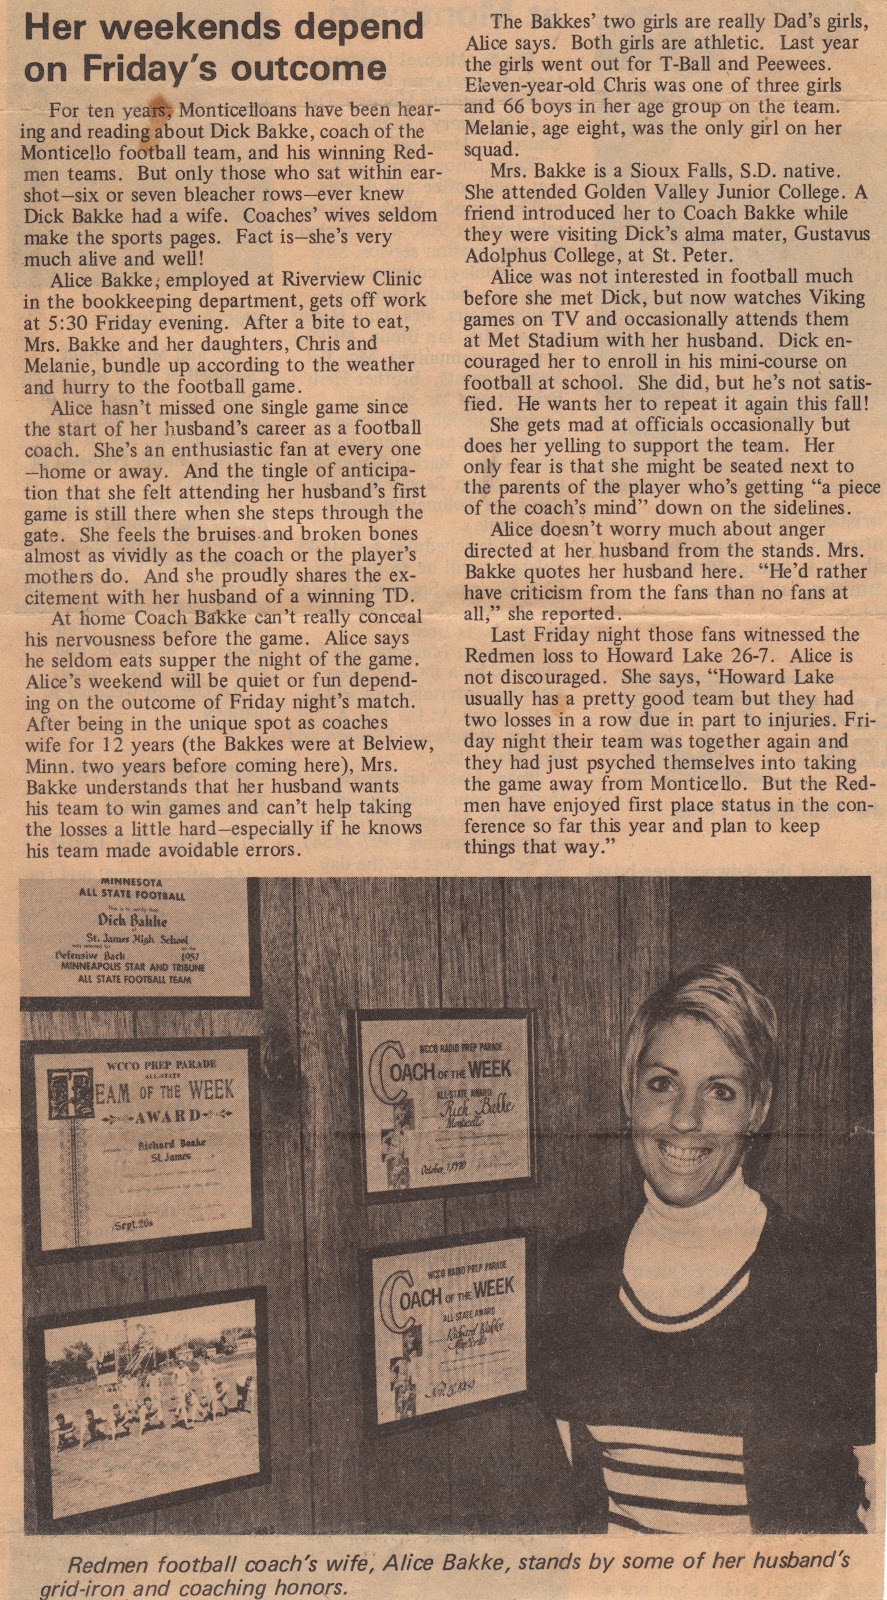 Her weekends depend
on Friday's outcome
For ten years, Monticelloans have been hear-
ing and reading about Dick Bakke, coach of the
Monticello football team, and his winning Red-
men teams. But only those who sat within ear-
shot—six or seven bleacher rows—ever knew
Dick Bakke had a wife. Coaches' wives seldom
make the sports pages. Fact is—she's very
much alive and well!
Alice Bakke, employed at Riverview Clinic
in the bookkeeping department, gets off work
at 5:30 Friday evening. After a bite to eat,
Mrs. Bakke and her daughters, Chris and
Melanie, bundle up according to the weather
and hurry to the football game.
Alice hasn't missed one single game since
the start of her husband's career as a football
coach. She's an enthusiastic fan at every one
—home or away. And the tingle of anticipa-
tion that she felt attending her husband's first
game is still there when she steps through the
gate. She feels the bruises and broken bones
almost as vividly as the coach or the player's
mothers do. And she proudly shares the ex-
citement with her husband of a winning TD.
At home Coach Bakke can't really conceal
his nervousness before the game. Alice says
he seldom eats supper the night of the game.
Alice's weekend will be quiet or fun depend-
ing on the outcome of Friday night's match.
After being in the unique spot as coaches
wife for 12 years (the Bakkes were at Belview,
Minn. two years before coming here), Mrs.
Bakke understands that her husband wants
his team to win games and can't help taking
the losses a little hard—especially if he knows
his team made avoidable errors.
The Bakkes' two girls are really Dad's girls,
Alice says. Both girls are athletic. Last year
the girls went out for T-Ball and Peewees.
Eleven-year-old Chris was one of three girls
and 66 boys in her age group on the team.
Melanie, age eight, was the only girl on her
squad.
Mrs. Bakke is a Sioux Falls, S.D. native.
She attended Golden Valley Junior College. A
friend introduced her to Coach Bakke while
they were visiting Dick's alma mater, Gustavus
Adolphus College, at St. Peter.
Alice was not interested in football much
before she met Dick, but now watches Viking
games on TV and occasionally attends them
at Met Stadium with her husband. Dick en-
couraged her to enroll in his mini-course on
football at school. She did, but he's not satis-
fied. He wants her to repeat it again this fall!
She gets mad at officials occasionally but
does her yelling to support the team. Her
only fear is that she might be seated next to
the parents of the player who's getting "a piece
of the coach's mind" down on the sidelines.
Alice doesn't worry much about anger
directed at her husband from the stands. Mrs.
Bakke quotes her husband here. "He'd rather
have criticism from the fans than no fans at
all," she reported.
Last Friday night those fans witnessed the
Redmen loss to Howard Lake 26-7. Alice is
not discouraged. She says, "Howard Lake
usually has a pretty good team but they had
two losses in a row due in part to injuries. Fri-
day night their team was together again and
they had just psyched themselves into taking
the game away from Monticello. But the Red-
men have enjoyed first place status in the con-
ference so far this year and plan to keep
things that way."
MINNESOTA
ALL STATE FOOTBALL
This is to certify that
Dick Bakke
of
St. James High School
was selected for
Defensive Back 1957
MINNEAPOLIS STAR AND TRIBUNE
ALL STATE FOOTBALL TEAM
WCCO PREP PARADE
ALL-STATE
TEAM OF THE WEEK
AWARD
Richard Boake
St. James
Sept. 20
WCCO RADIO PREP PARADE
COACH OF THE WEEK
ALL-STATE AWARD
Rich Bakke
Monticello
October, 1970
WCCO RADIO PREP PARADE
COACH OF THE WEEK
ALL STATE AWARD
Richard Bakke
Monticello
Redmen football coach's wife, Alice Bakke, stands by some of her husband's
grid-iron and coaching honors.